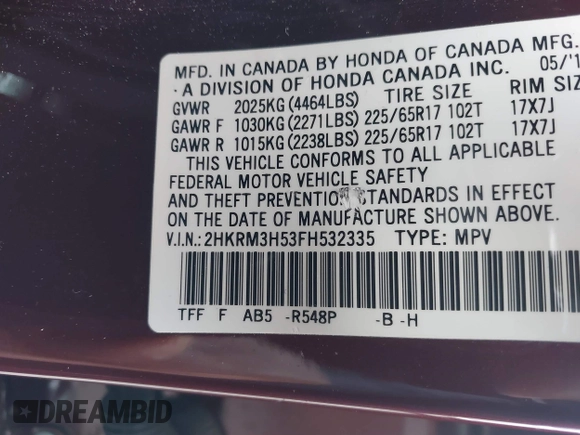 MFD. IN CANADA BY HONDA OF CANADA MFG.
A DIVISION OF HONDA CANADA INC. 05/1
GVWR 2025KG (4464LBS) TIRE SIZE RIM SIZ
GAWR F 1030KG (2271LBS) 225/65R17 102T 17X7J
GAWR R 1015KG (2238LBS) 225/65R17 102T 17X7J
THIS VEHICLE CONFORMS TO ALL APPLICABLE
FEDERAL MOTOR VEHICLE SAFETY
AND THEFT PREVENTION STANDARDS IN EFFECT
ON THE DATE OF MANUFACTURE SHOWN ABOVE.
V.I.N.: 2HKRM3H53FH532335 TYPE: MPV
TFF F AB5 -R548P -B -H
DREAMBID